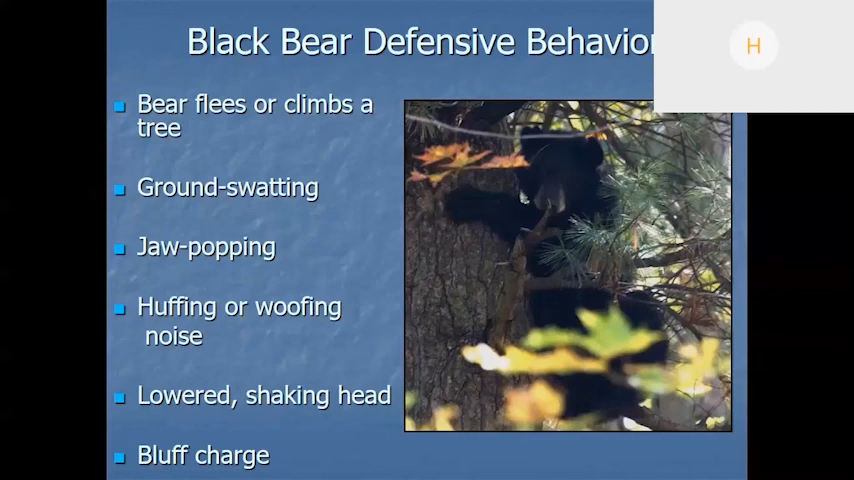 Black Bear Defensive Behavior
H
Bear flees or climbs a
tree
Ground-swatting
Jaw-popping
Huffing or woofing
noise
Lowered, shaking head
Bluff charge